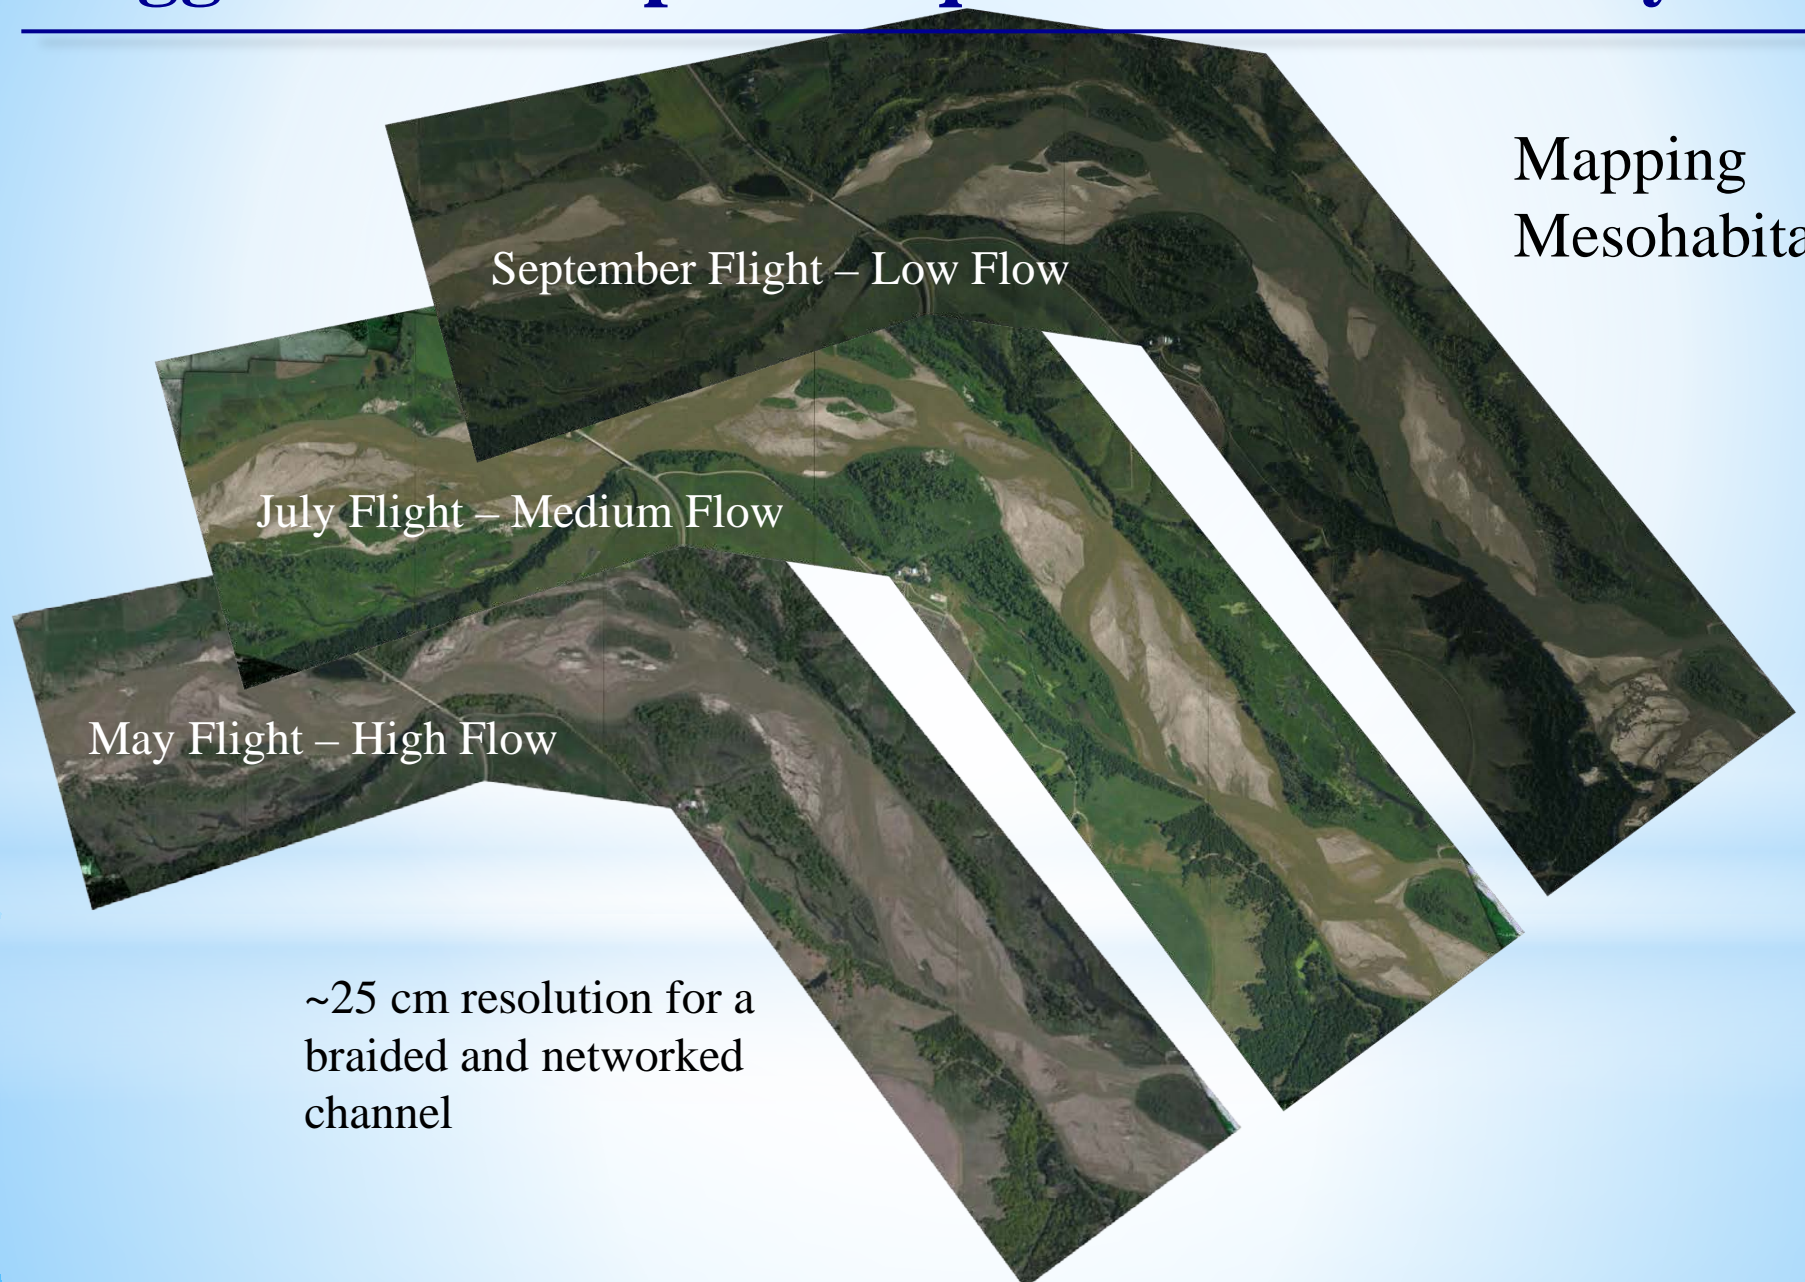 Mapping
September Flight – Low Flow
July Flight – Medium Flow
May Flight – High Flow
~25 cm resolution for a
braided and networked
channel